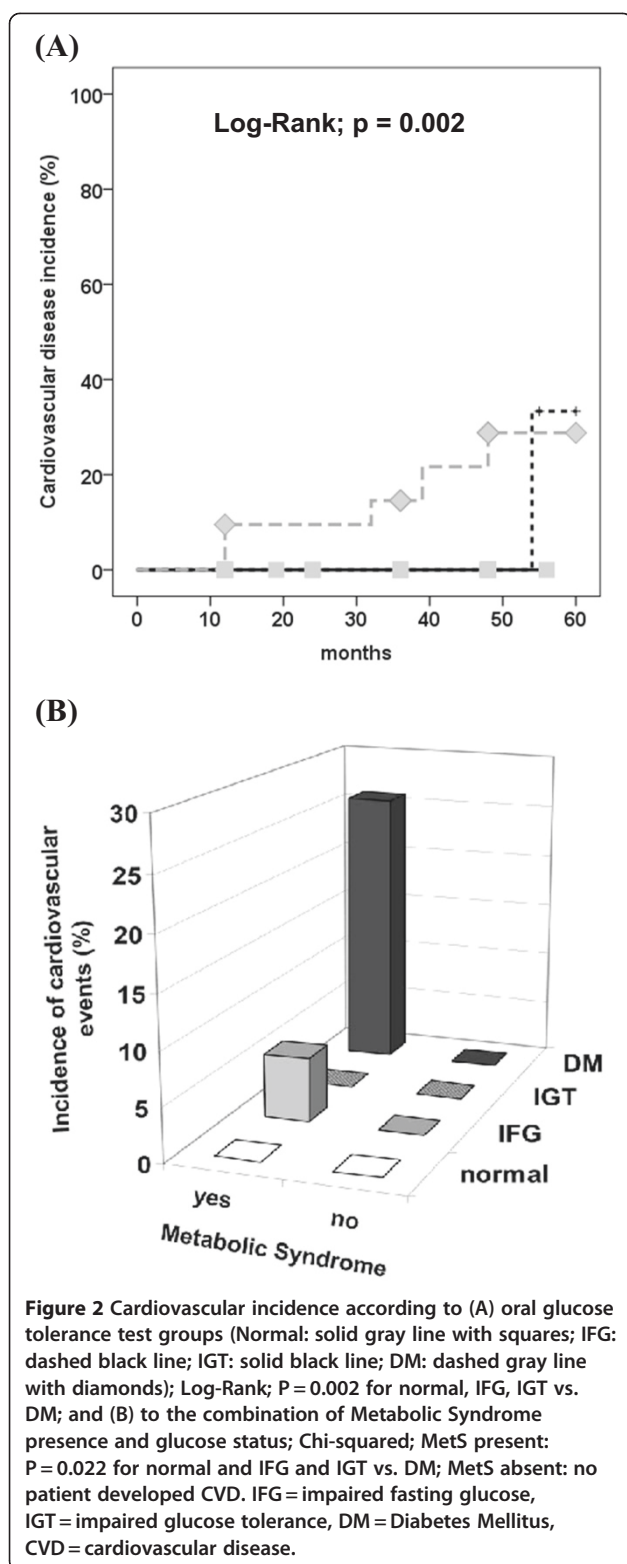 (A)
Log-Rank; p = 0.002
Cardiovascular disease incidence (%)
100
80
60
40
20
0
0 10 20 30 40 50 60
months
(B)
Incidence of cardiovascular
events (%)
30
25
20
15
10
5
0
DM
IGT
IFG
normal
yes
no
Metabolic Syndrome
Figure 2 Cardiovascular incidence according to (A) oral glucose
tolerance test groups (Normal: solid gray line with squares; IFG:
dashed black line; IGT: solid black line; DM: dashed gray line
with diamonds); Log-Rank; P = 0.002 for normal, IFG, IGT vs.
DM; and (B) to the combination of Metabolic Syndrome
presence and glucose status; Chi-squared; MetS present:
P = 0.022 for normal and IFG and IGT vs. DM; MetS absent: no
patient developed CVD. IFG = impaired fasting glucose,
IGT = impaired glucose tolerance, DM = Diabetes Mellitus,
CVD = cardiovascular disease.